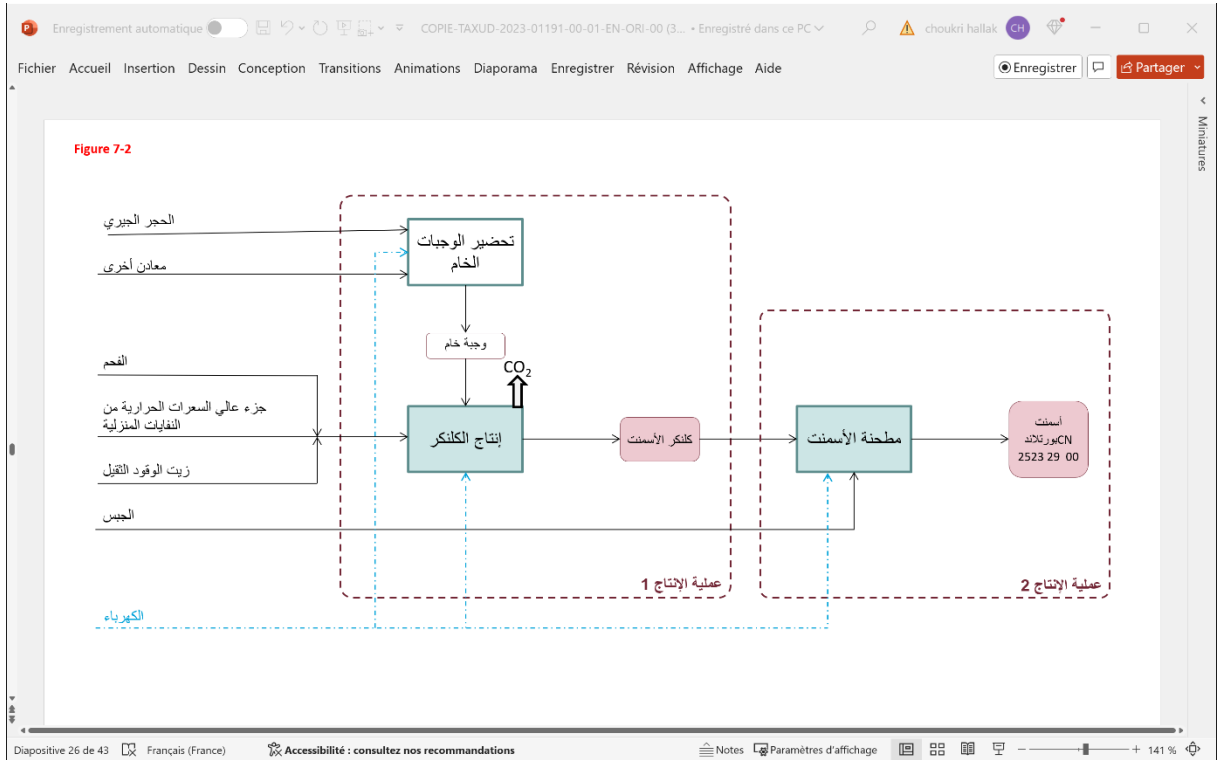 Enregistrement automatique
COPIE-TAXUD-2023-01191-00-01-EN-ORI-00 (3... • Enregistré dans ce PC
choukri hallak
CH
Fichier Accueil Insertion Dessin Conception Transitions Animations Diaporama Enregistrer Révision Affichage Aide
Enregistrer
Partager
Miniatures
Figure 7-2
الحجر الجيري
معادن أخرى
تحضير الوجبات
الخام
وجبة خام
CO2
الفحم
جزء عالي السعرات الحرارية من
النفايات المنزلية
زيت الوقود الثقيل
الجبس
إنتاج الكلنكر
كلنكر الأسمنت
مطحنة الأسمنت
أسمنت
CNبورتلاند
2523 29 00
عملية الإنتاج 1
عملية الإنتاج 2
الكهرباء
Diapositive 26 de 43 Français (France) Accessibilité : consultez nos recommandations Notes Paramètres d'affichage 141 %